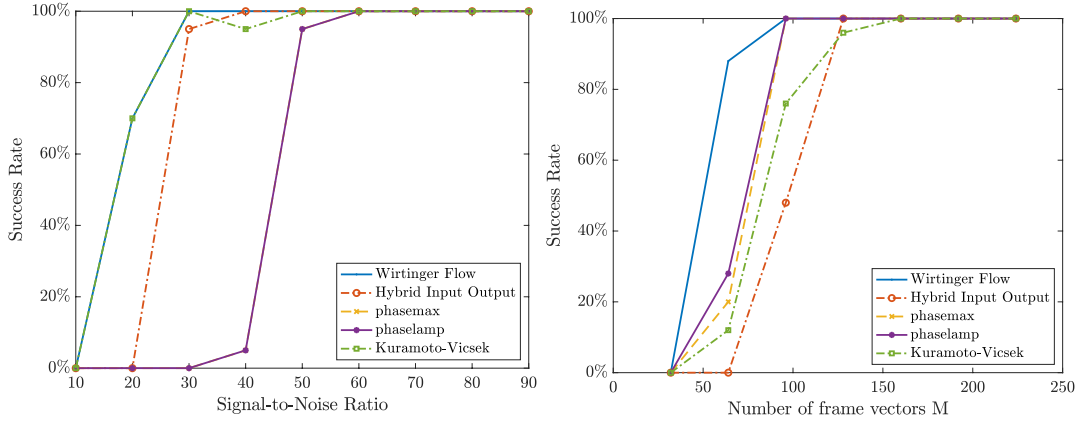 100%
80%
60%
40%
20%
0%
10
20
30
40
50
60
70
80
90
Success Rate
Signal-to-Noise Ratio
Wirtinger Flow
Hybrid Input Output
phasemax
phaselamp
Kuramoto-Vicsek
100%
80%
60%
40%
20%
0%
0
50
100
150
200
250
Success Rate
Number of frame vectors M
Wirtinger Flow
Hybrid Input Output
phasemax
phaselamp
Kuramoto-Vicsek